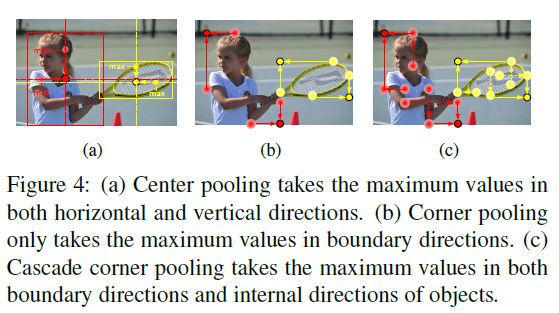 max
max
max
max
(a)
(b)
(c)
Figure 4: (a) Center pooling takes the maximum values in
both horizontal and vertical directions. (b) Corner pooling
only takes the maximum values in boundary directions. (c)
Cascade corner pooling takes the maximum values in both
boundary directions and internal directions of objects.